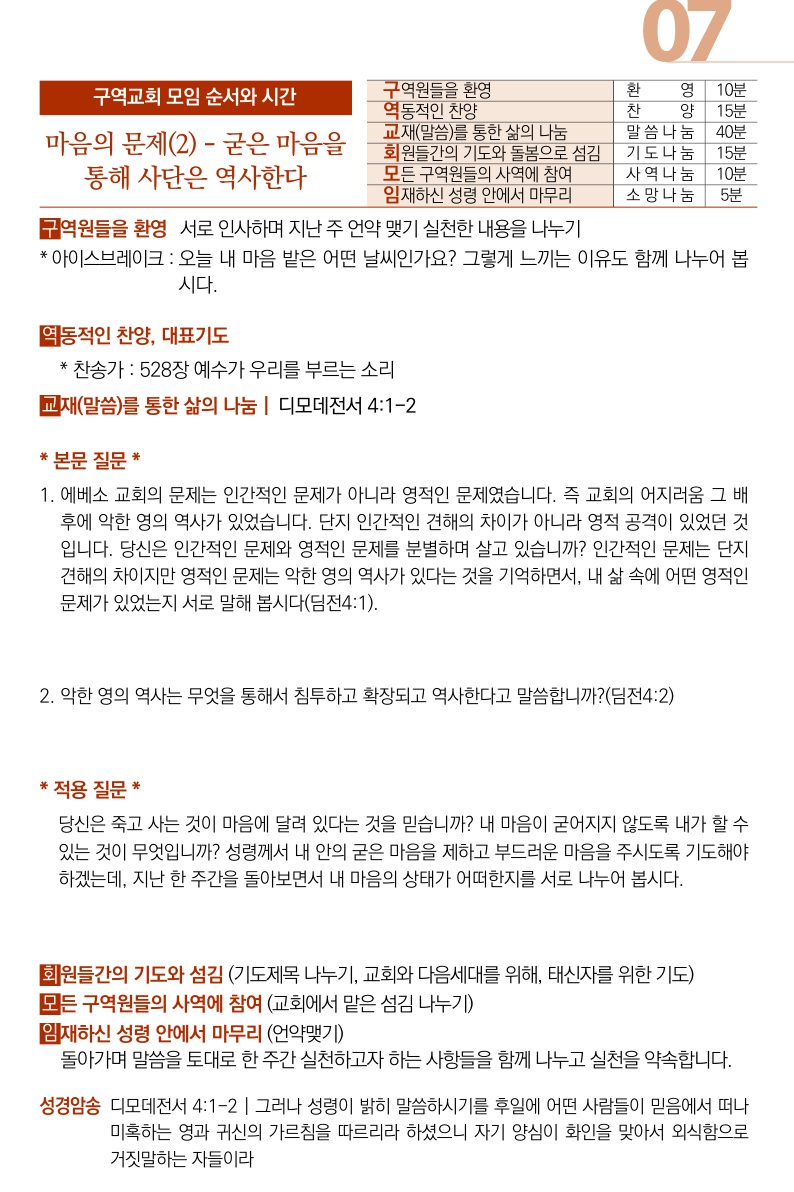 07
구역교회 모임 순서와 시간
마음의 문제(2) - 굳은 마음을
통해 사단은 역사한다
구역원들을 환영 환 영 10분
역동적인 찬양 찬 양 15분
교재(말씀)를 통한 삶의 나눔 말씀나눔 40분
회원들간의 기도와 돌봄으로 섬김 기도나눔 15분
모든 구역원들의 사역에 참여 사역나눔 10분
임재하신 성령 안에서 마무리 소망나눔 5분
구역원들을 환영 서로 인사하며 지난 주 언약 맺기 실천한 내용을 나누기
* 아이스브레이크 : 오늘 내 마음 밭은 어떤 날씨인가요? 그렇게 느끼는 이유도 함께 나누어 봅
시다.
역동적인 찬양, 대표기도
* 찬송가 : 528장 예수가 우리를 부르는 소리
교재(말씀)를 통한 삶의 나눔 | 디모데전서 4:1-2
* 본문 질문 *
1. 에베소 교회의 문제는 인간적인 문제가 아니라 영적인 문제였습니다. 즉 교회의 어지러움 그 배
후에 악한 영의 역사가 있었습니다. 단지 인간적인 견해의 차이가 아니라 영적 공격이 있었던 것
입니다. 당신은 인간적인 문제와 영적인 문제를 분별하며 살고 있습니까? 인간적인 문제는 단지
견해의 차이지만 영적인 문제는 악한 영의 역사가 있다는 것을 기억하면서, 내 삶 속에 어떤 영적인
문제가 있었는지 서로 말해 봅시다(딤전4:1).
2. 악한 영의 역사는 무엇을 통해서 침투하고 확장되고 역사한다고 말씀합니까?(딤전4:2)
* 적용 질문 *
당신은 죽고 사는 것이 마음에 달려 있다는 것을 믿습니까? 내 마음이 굳어지지 않도록 내가 할 수
있는 것이 무엇입니까? 성령께서 내 안의 굳은 마음을 제하고 부드러운 마음을 주시도록 기도해야
하겠는데, 지난 한 주간을 돌아보면서 내 마음의 상태가 어떠한지를 서로 나누어 봅시다.
회원들간의 기도와 섬김 (기도제목 나누기, 교회와 다음세대를 위해, 태신자를 위한 기도)
모든 구역원들의 사역에 참여 (교회에서 맡은 섬김 나누기)
임재하신 성령 안에서 마무리 (언약맺기)
돌아가며 말씀을 토대로 한 주간 실천하고자 하는 사항들을 함께 나누고 실천을 약속합니다.
성경암송 디모데전서 4:1-2 | 그러나 성령이 밝히 말씀하시기를 후일에 어떤 사람들이 믿음에서 떠나
미혹하는 영과 귀신의 가르침을 따르리라 하셨으니 자기 양심이 화인을 맞아서 외식함으로
거짓말하는 자들이라